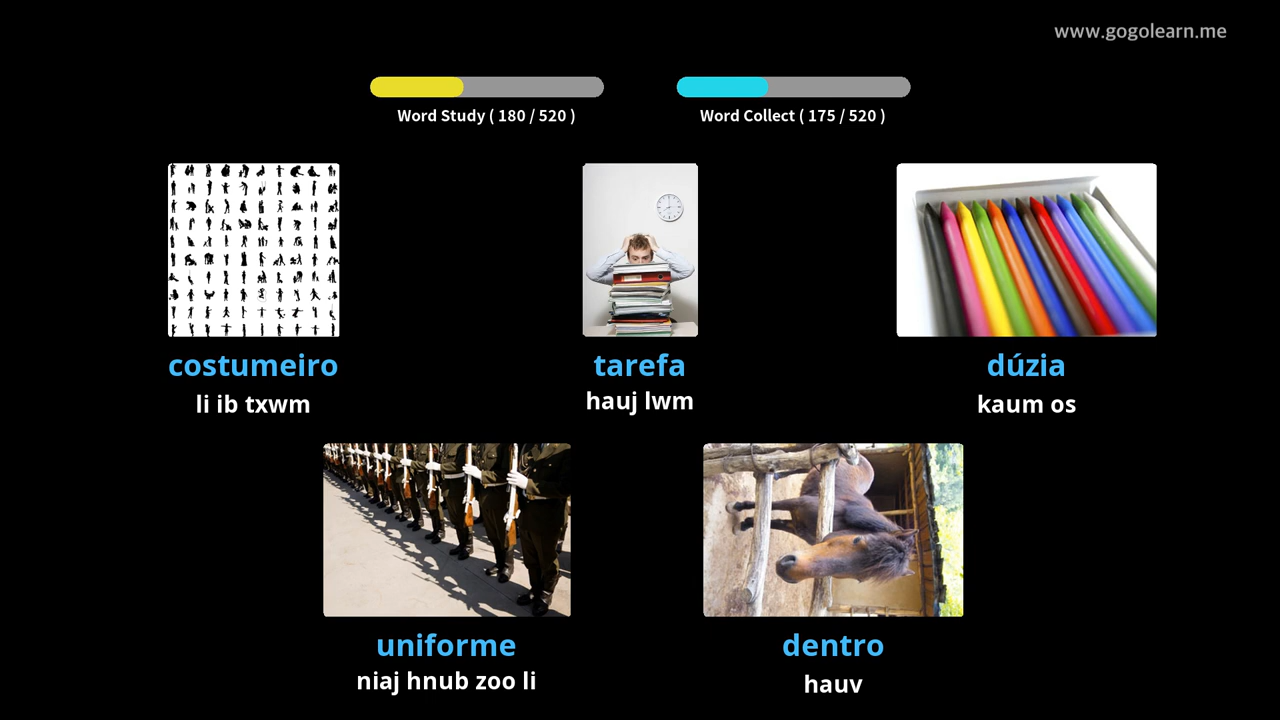 www.gogolearn.me
Word Study ( 180 / 520 )
Word Collect ( 175 / 520 )
costumeiro
li ib txwm
tarefa
hauj lwm
dúzia
kaum os
uniforme
niaj hnub zoo li
dentro
hauv